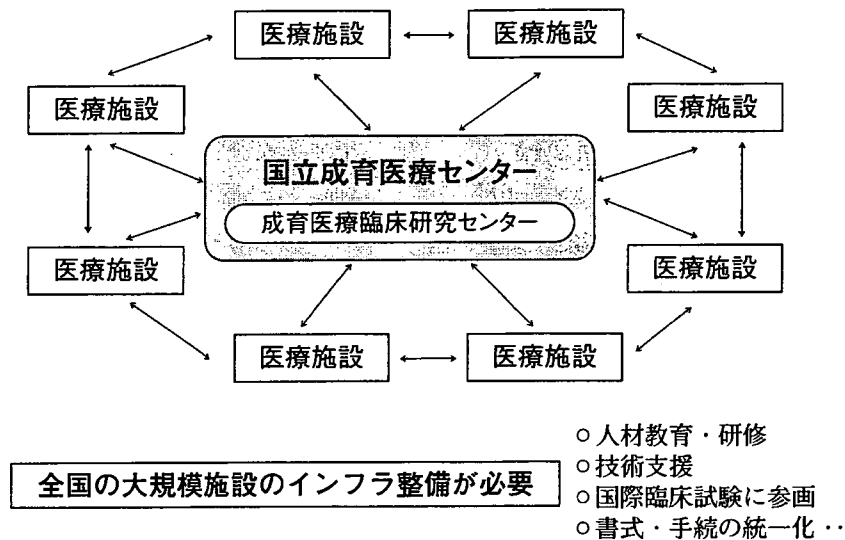 医療施設
医療施設
医療施設
医療施設
国立成育医療センター
成育医療臨床研究センター
医療施設
医療施設
医療施設
医療施設
全国の大規模施設のインフラ整備が必要
○人材教育・研修
○技術支援
○国際臨床試験に参画
○書式・手続の統一化‥